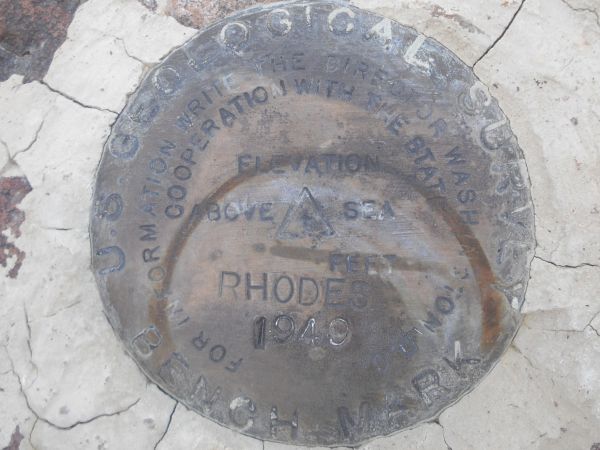 U.S. GEOLOGICAL SURVEY
FOR INFORMATION WRITE THE DIRECTOR WASHINGTON, D.C.
COOPERATION WITH THE STATE
ELEVATION
ABOVE SEA
FEET
RHODES
1949
BENCH MARK